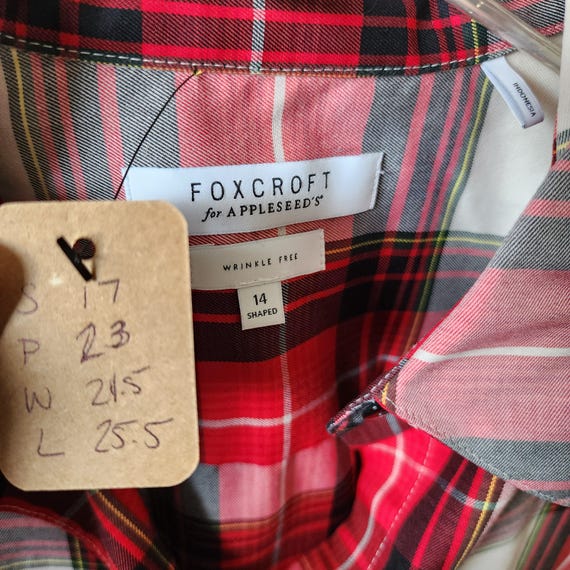 INDONESIA
FOXCROFT
for APPLESEED'S®
WRINKLE FREE
14
SHAPED
S 17
P 23
W 21.5
L 25.5